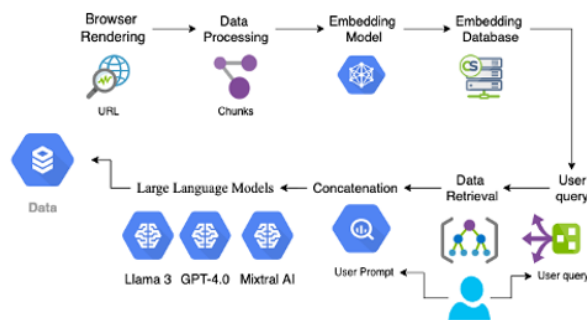 Browser
Rendering
Data
Processing
Embedding
Model
Embedding
Database
URL
Chunks
CS
User
query
Data
Retrieval
Concatenation
Large Language Models
Data
Llama 3
GPT-4.0
Mixtral AI
User Prompt
User query